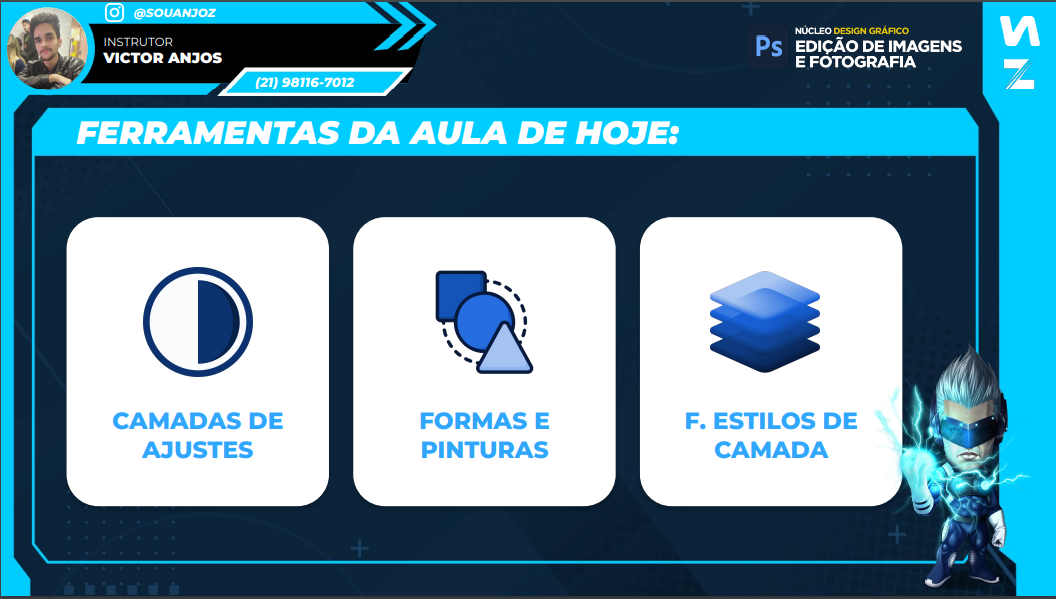 @SOUANJOZ
INSTRUTOR
VICTOR ANJOS
(21) 98116-7012
Ps
NÚCLEO DESIGN GRÁFICO
EDIÇÃO DE IMAGENS
E FOTOGRAFIA
FERRAMENTAS DA AULA DE HOJE:
CAMADAS DE
AJUSTES
FORMAS E
PINTURAS
F. ESTILOS DE
CAMADA